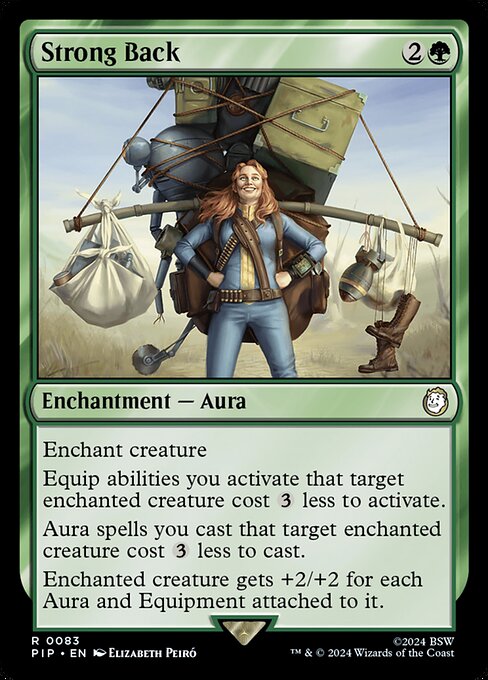 Strong Back 2
Enchantment — Aura
Enchant creature
Equip abilities you activate that target
enchanted creature cost 3 less to activate.
Aura spells you cast that target enchanted
creature cost 3 less to cast.
Enchanted creature gets +2/+2 for each
Aura and Equipment attached to it.
R 0083
PIP • EN Elizabeth Peiró
©2024 BSW
™ & © 2024 Wizards of the Coast